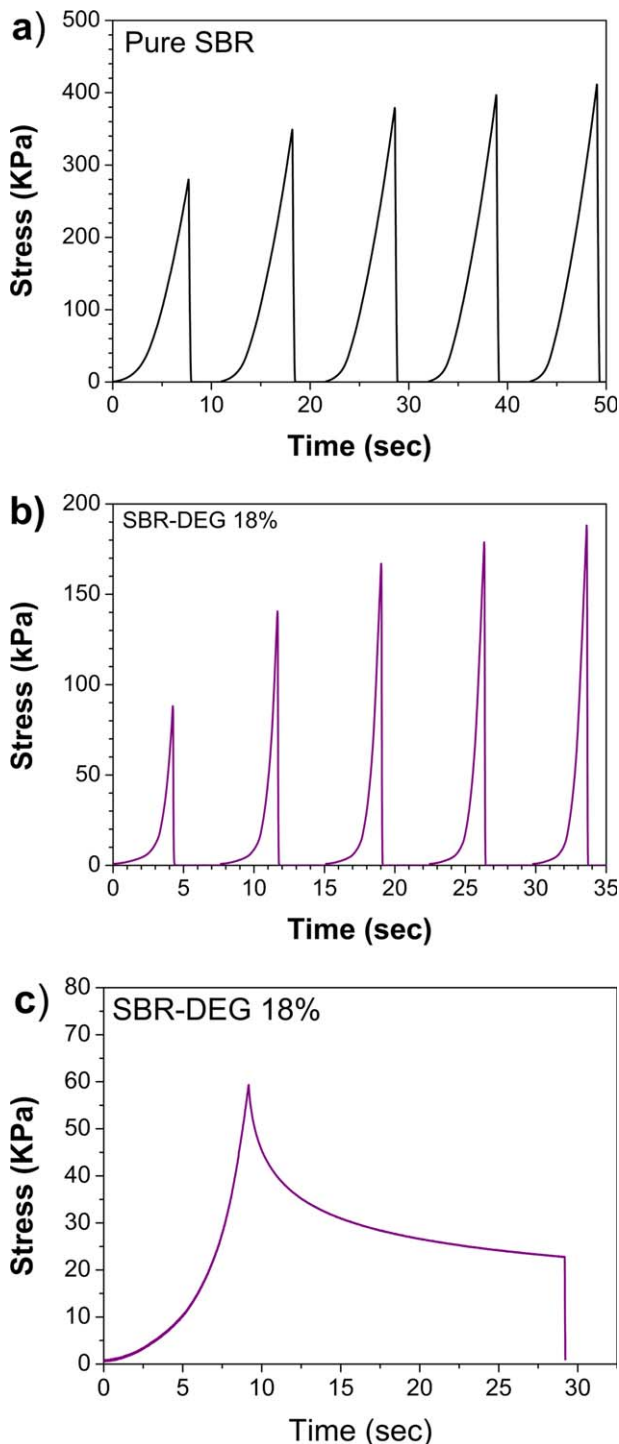 a)
Pure SBR
Stress (KPa)
500
400
300
200
100
0
0 10 20 30 40 50
Time (sec)
b)
SBR-DEG 18%
Stress (kPa)
200
150
100
50
0
0 5 10 15 20 25 30 35
Time (sec)
c)
SBR-DEG 18%
Stress (KPa)
80
70
60
50
40
30
20
10
0
0 5 10 15 20 25 30
Time (sec)